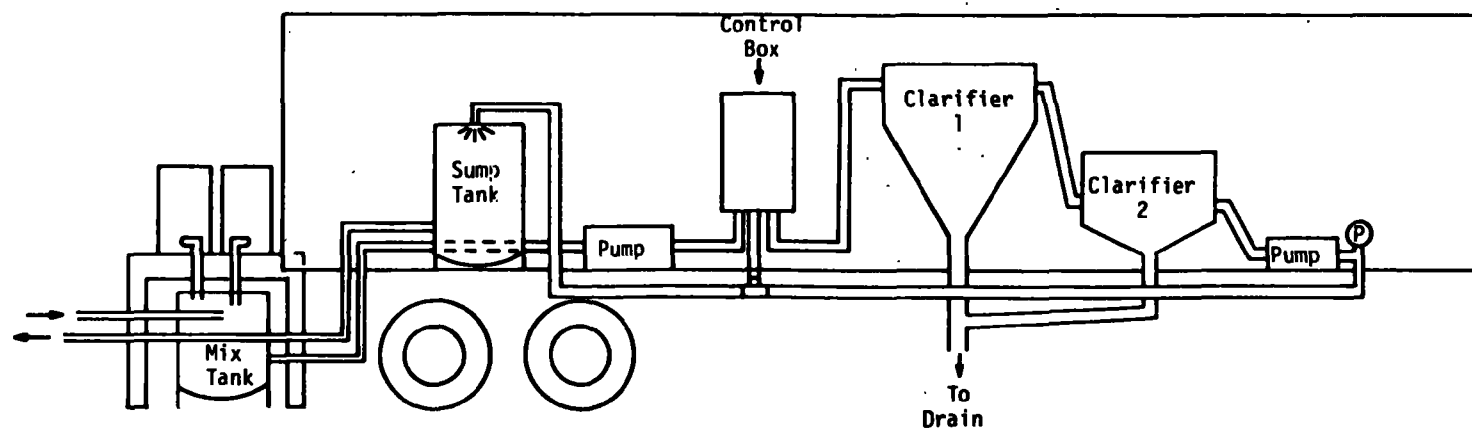 Control
Box
Clarifier
1
Sump
Tank
Clarifier
2
Pump
Pump
P
Mix
Tank
To
Drain